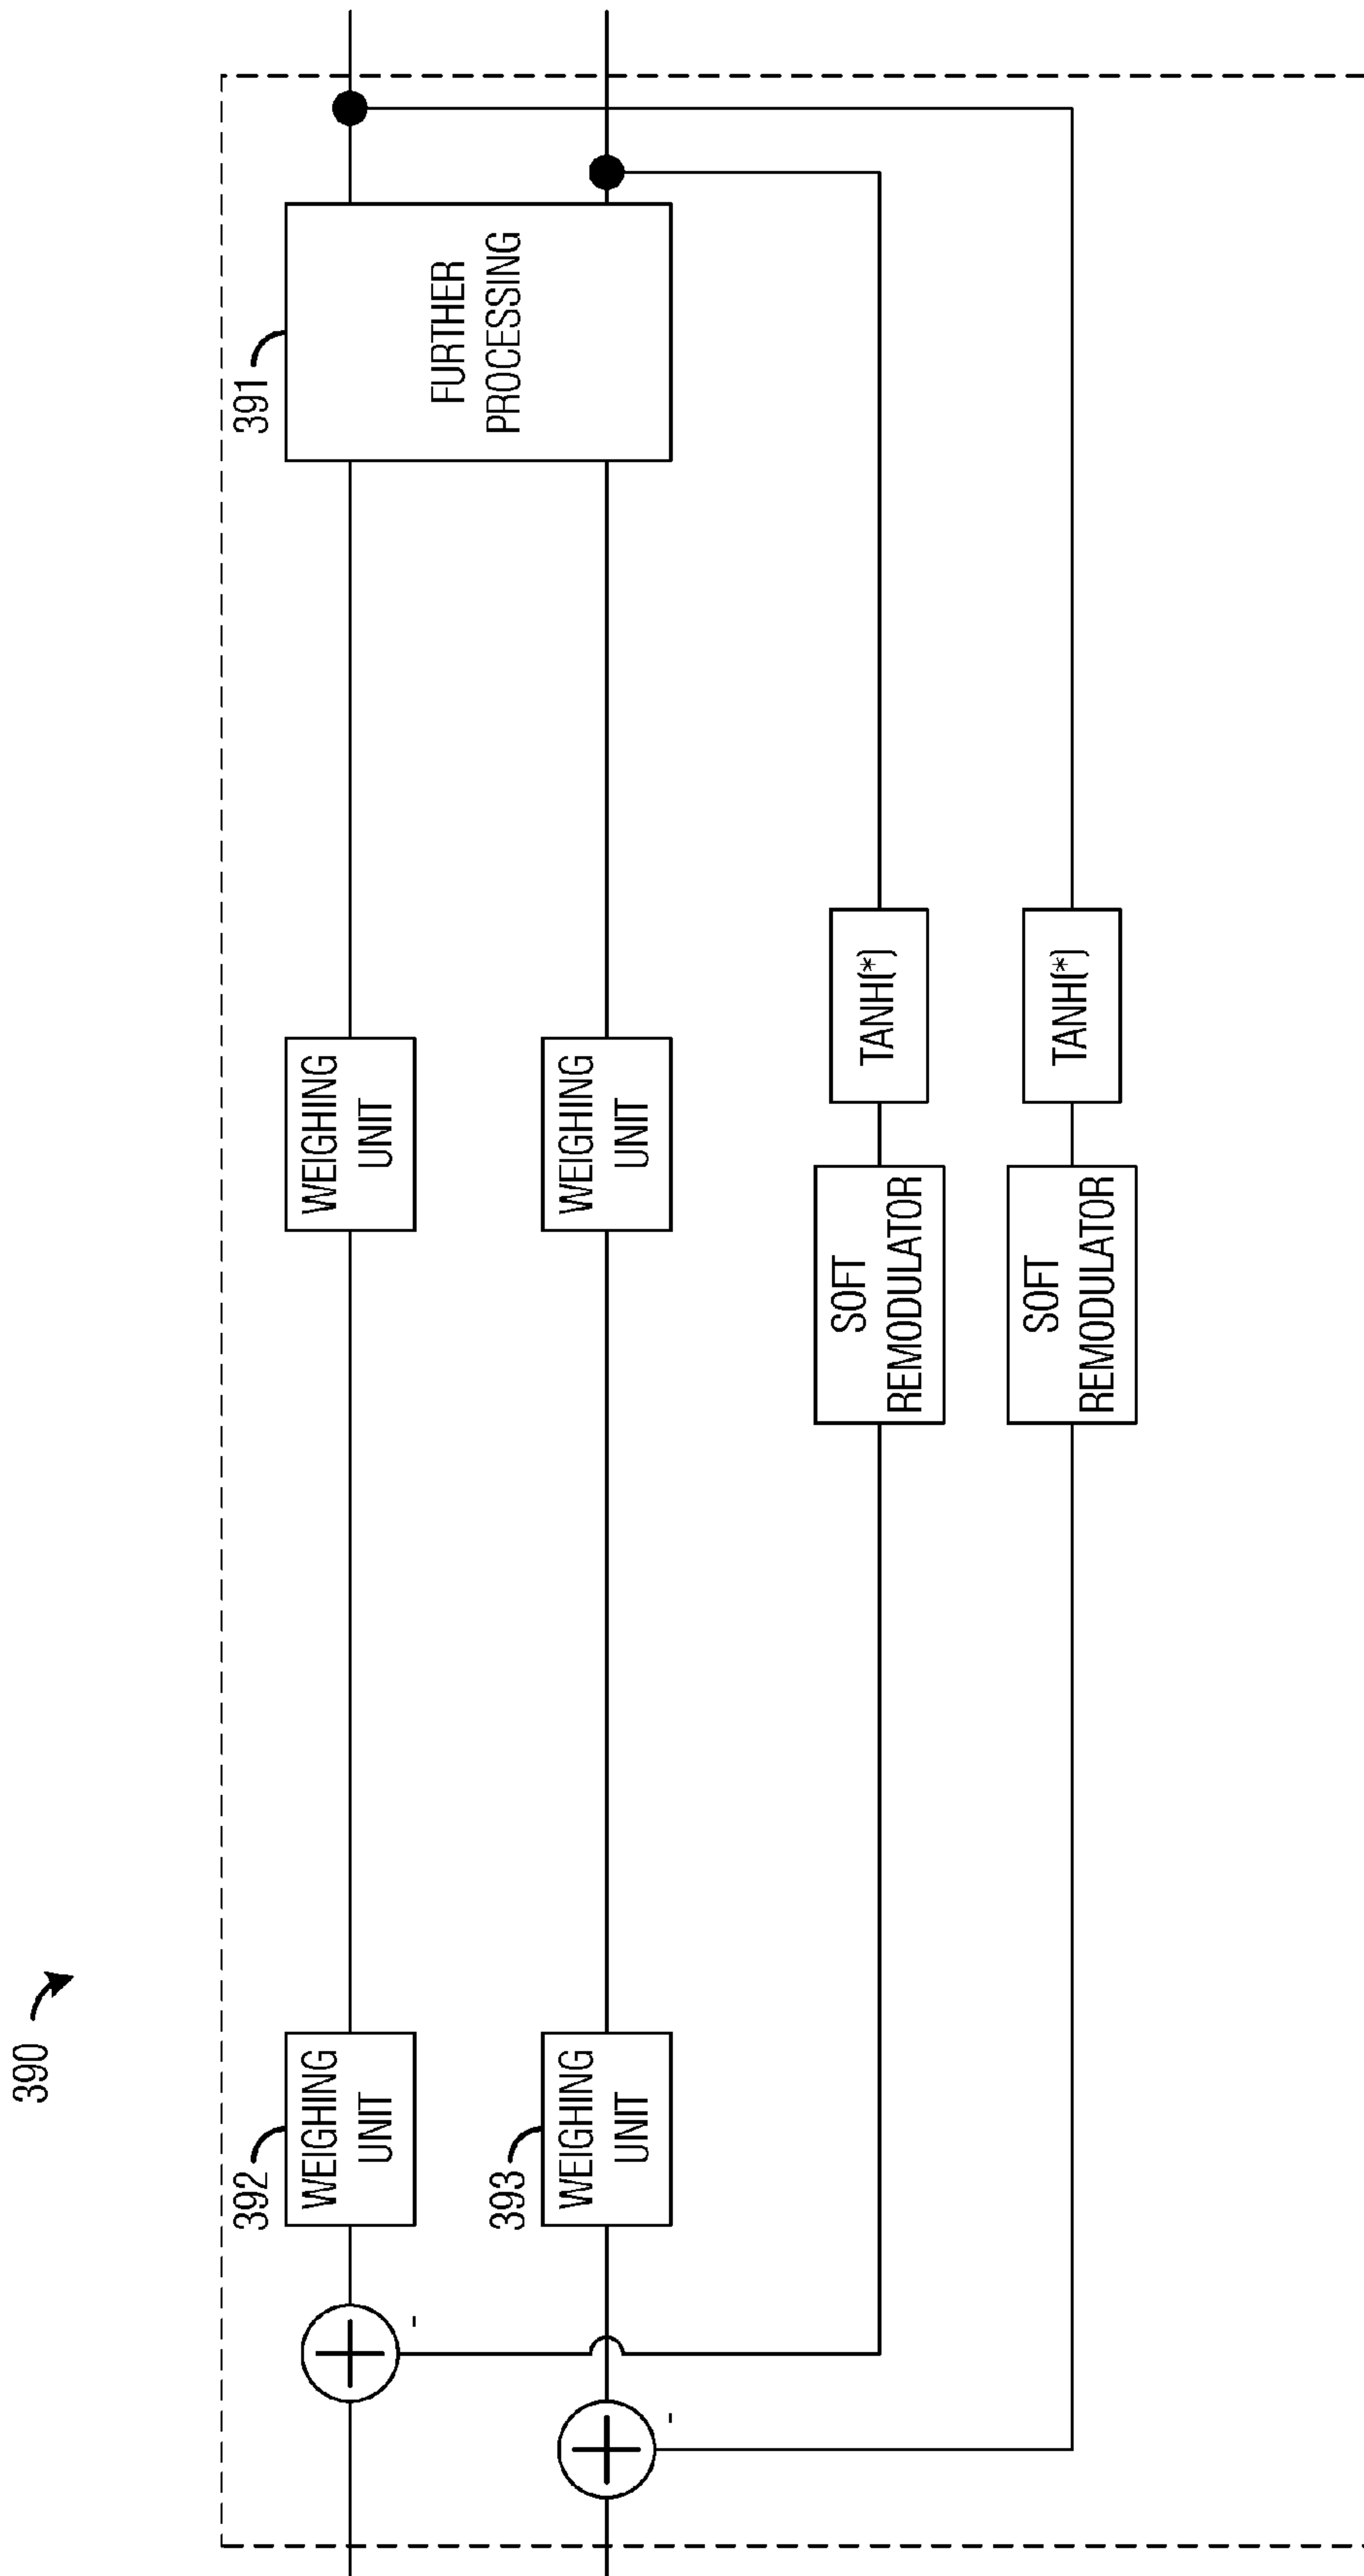 390
392
WEIGHING
UNIT
WEIGHING
UNIT
391
FURTHER
PROCESSING
393
WEIGHING
UNIT
WEIGHING
UNIT
SOFT
REMODULATOR
TANH(*)
SOFT
REMODULATOR
TANH(*)